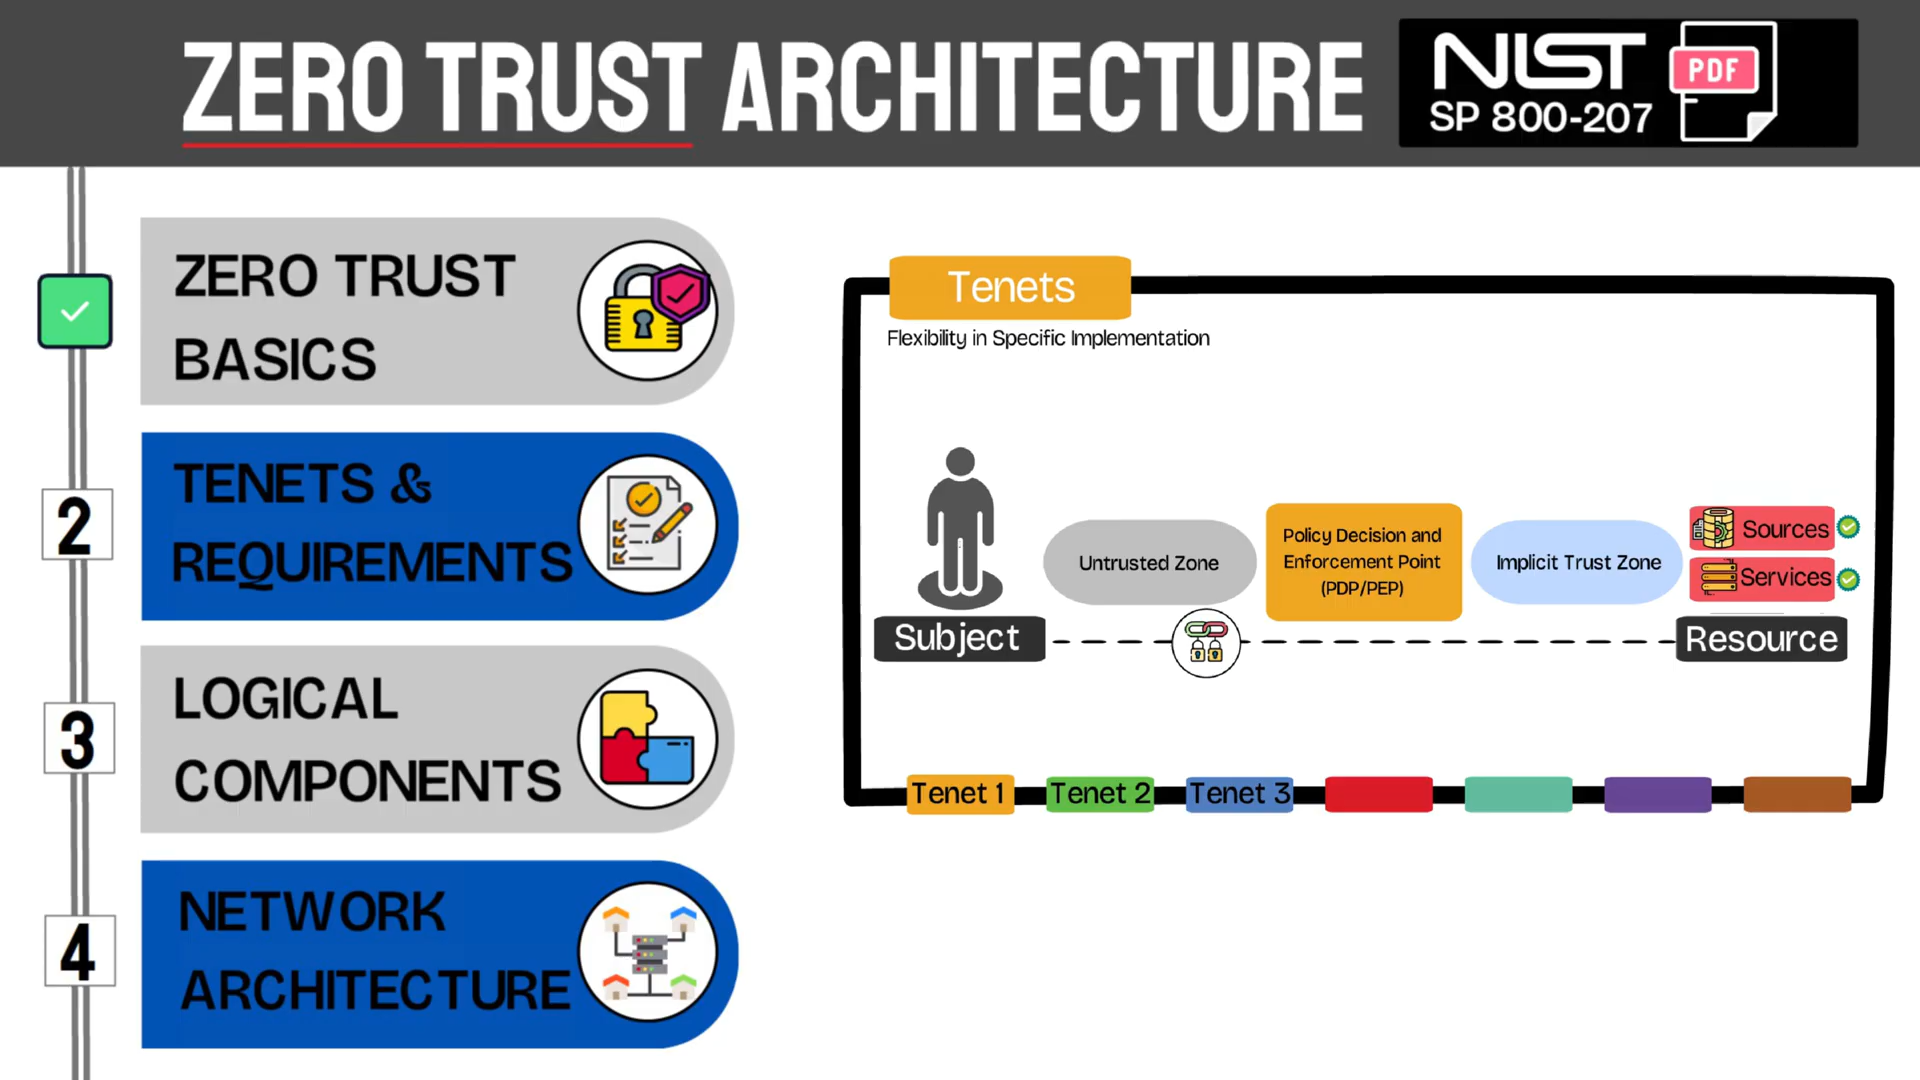 ZERO TRUST ARCHITECTURE
NIST
SP 800-207
PDF
ZERO TRUST
BASICS
2
TENETS &
REQUIREMENTS
3
LOGICAL
COMPONENTS
4
NETWORK
ARCHITECTURE
Tenets
Flexibility in Specific Implementation
Untrusted Zone
Policy Decision and
Enforcement Point
(PDP/PEP)
Implicit Trust Zone
Sources
Services
Subject
Resource
Tenet 1
Tenet 2
Tenet 3